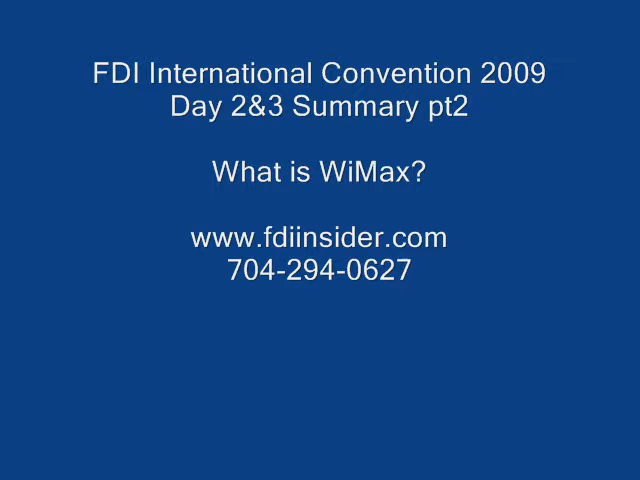 FDI International Convention 2009
Day 2&3 Summary pt2
What is WiMax?
www.fdiinsider.com
704-294-0627